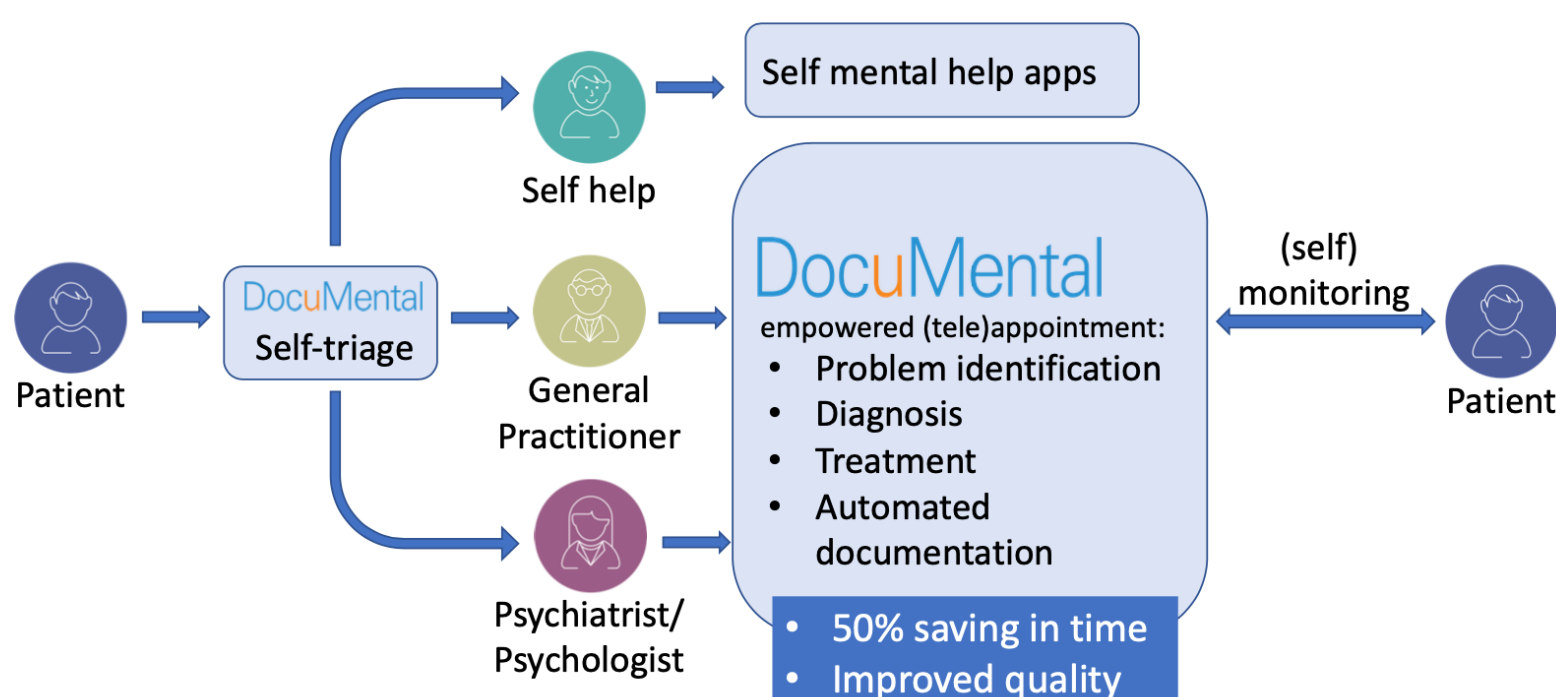 Self mental help apps
Self help
Patient
DocuMental
Self-triage
General
Practitioner
Psychiatrist/
Psychologist
DocuMental
empowered (tele)appointment:
• Problem identification
• Diagnosis
• Treatment
• Automated
documentation
• 50% saving in time
• Improved quality
(self)
monitoring
Patient